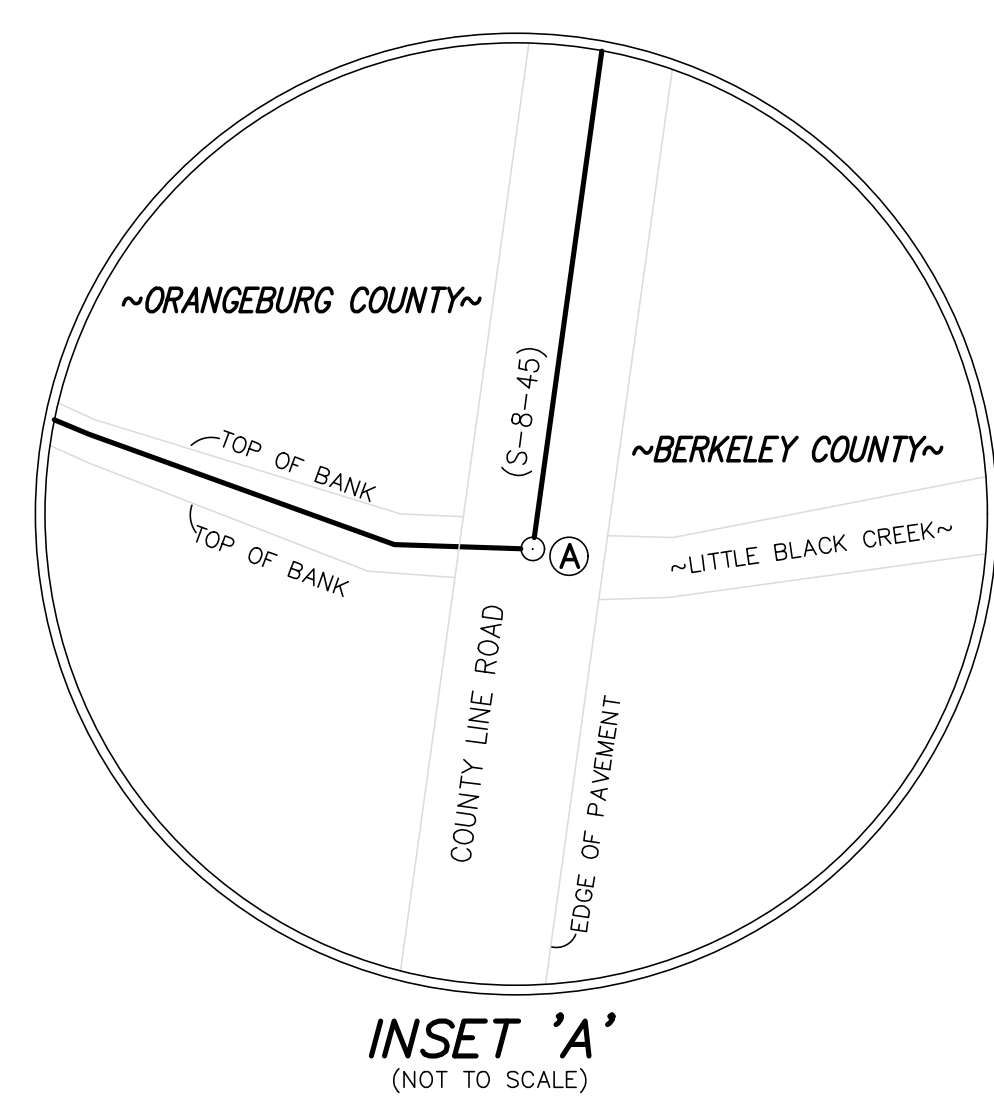 ~ORANGEBURG COUNTY~
(S-8-45)
~BERKELEY COUNTY~
TOP OF BANK
TOP OF BANK
~LITTLE BLACK CREEK~
A
COUNTY LINE ROAD
EDGE OF PAVEMENT
INSET 'A'
(NOT TO SCALE)